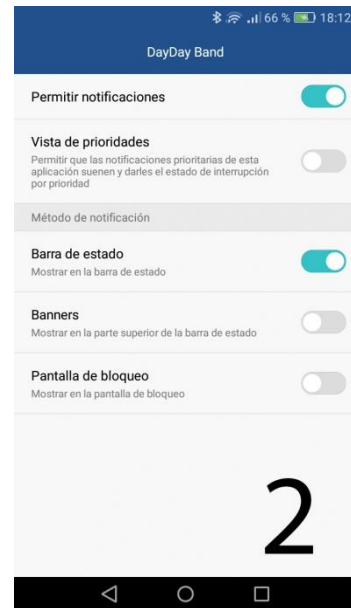 66 % 18:12
DayDay Band
Permitir notificaciones
Vista de prioridades
Permitir que las notificaciones prioritarias de esta
aplicación suenen y darles el estado de interrupción
por prioridad
Método de notificación
Barra de estado
Mostrar en la barra de estado
Banners
Mostrar en la parte superior de la barra de estado
Pantalla de bloqueo
Mostrar en la pantalla de bloqueo
2